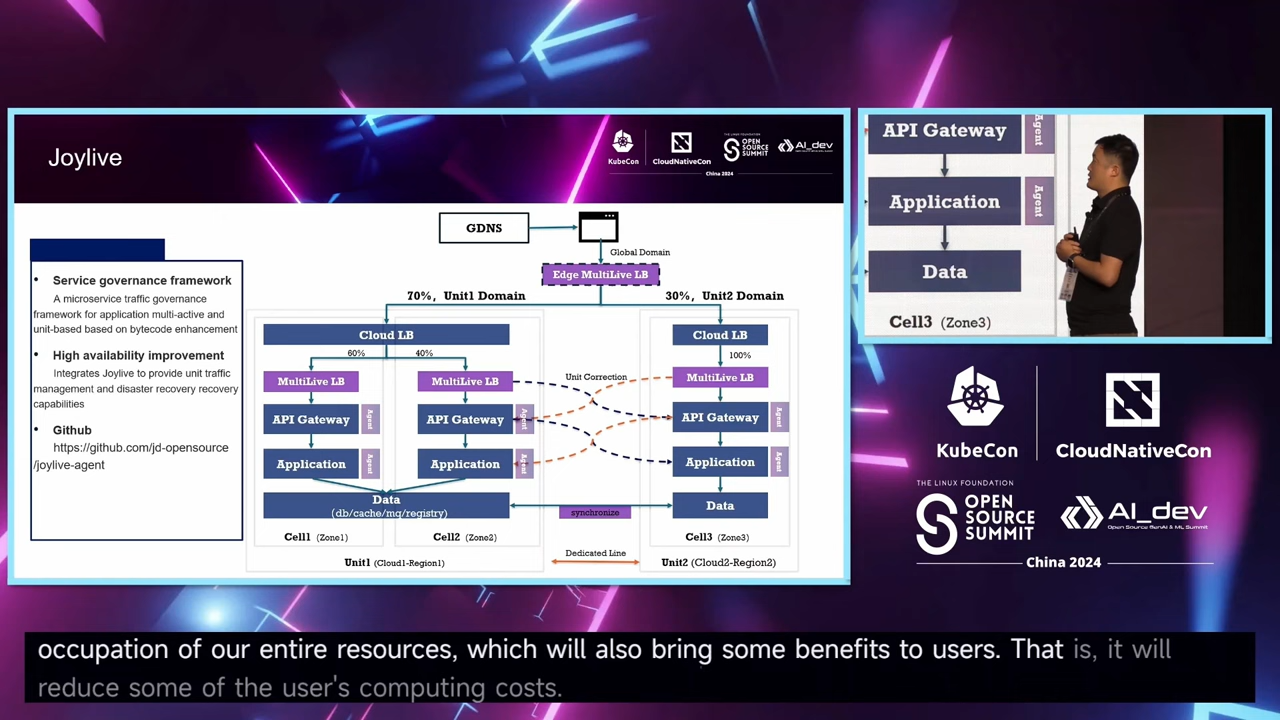 Joylive
KubeCon
CloudNativeCon
THE LINUX FOUNDATION
OPEN
SOURCE
SUMMIT
AI_dev
China 2024
Service governance framework
A microservice traffic governance
framework for application multi-active and
unit-based based on bytecode enhancement
High availability improvement
Integrates Joylive to provide unit traffic
management and disaster recovery recovery
capabilities
Github
https://github.com/jd-opensource
/joylive-agent
GDNS
Global Domain
Edge MultiLive LB
70%, Unit1 Domain
30%, Unit2 Domain
Cloud LB
60%
40%
MultiLive LB
MultiLive LB
API Gateway
Agent
API Gateway
Agent
Application
Agent
Application
Agent
Data
(db/cache/mq/registry)
Cell1 (Zone1)
Cell2 (Zone2)
Unit1 (Cloud1-Region1)
Unit Correction
synchronize
Dedicated Line
Cloud LB
100%
MultiLive LB
API Gateway
Agent
Application
Agent
Data
Cell3 (Zone3)
Unit2 (Cloud2-Region2)
API Gateway
Agent
Application
Agent
Data
Cell3 (Zone3)
KubeCon
CloudNativeCon
THE LINUX FOUNDATION
OPEN
SOURCE
SUMMIT
AI_dev
Open Source GenAI & ML Summit
China 2024
occupation of our entire resources, which will also bring some benefits to users. That is, it will
reduce some of the user's computing costs.